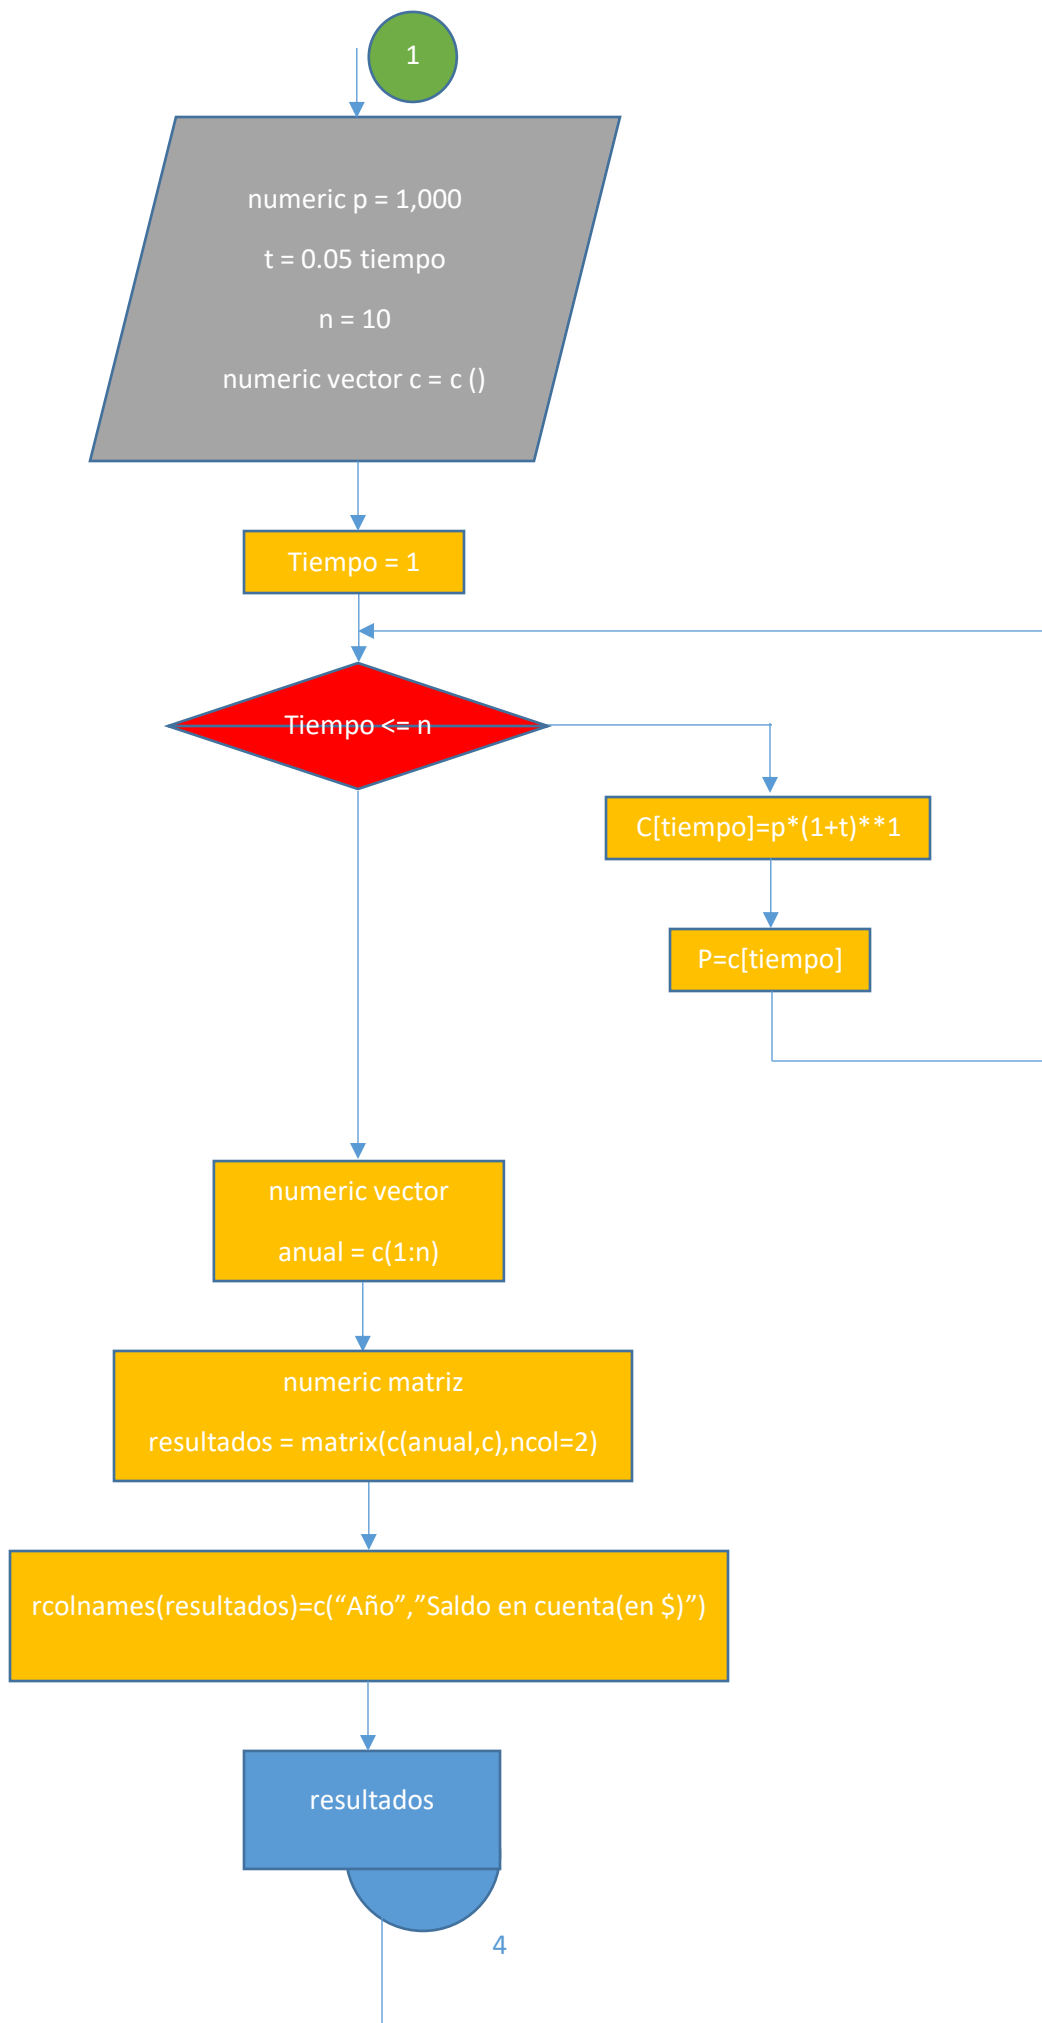 1
numeric p = 1,000
t = 0.05 tiempo
n = 10
numeric vector c = c ()
Tiempo = 1
Tiempo <= n
C[tiempo]=p*(1+t)**1
P=c[tiempo]
numeric vector
anual = c(1:n)
numeric matriz
resultados = matrix(c(anual,c),ncol=2)
rcolnames(resultados)=c(“Año”,”Saldo en cuenta(en $)”)
resultados
4